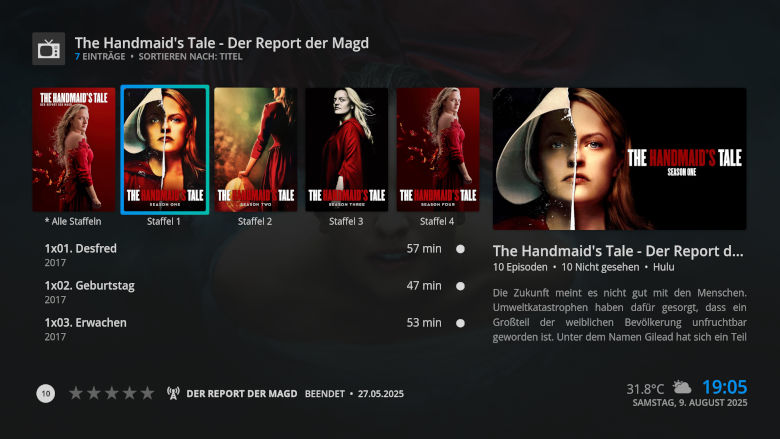 The Handmaid's Tale - Der Report der Magd
7 EINTRÄGE • SORTIEREN NACH: TITEL
THE HANDMAID'S TALE
DER REPORT DER MAGD
THE HANDMAID'S TALE
SEASON ONE
THE HANDMAID'S TALE
SEASON TWO
THE HANDMAID'S TALE
SEASON THREE
THE HANDMAID'S TALE
SEASON FOUR
* Alle Staffeln
Staffel 1
Staffel 2
Staffel 3
Staffel 4
1x01. Desfred
57 min
2017
1x02. Geburtstag
47 min
2017
1x03. Erwachen
53 min
2017
THE HANDMAID'S TALE
SEASON ONE
The Handmaid's Tale - Der Report d...
10 Episoden • 10 Nicht gesehen • Hulu
Die Zukunft meint es nicht gut mit den Menschen.
Umweltkatastrophen haben dafür gesorgt, dass ein
Großteil der weiblichen Bevölkerung unfruchtbar
geworden ist. Unter dem Namen Gilead hat sich ein Teil
10
DER REPORT DER MAGD BEENDET • 27.05.2025
31.8°C
19:05
SAMSTAG, 9. AUGUST 2025